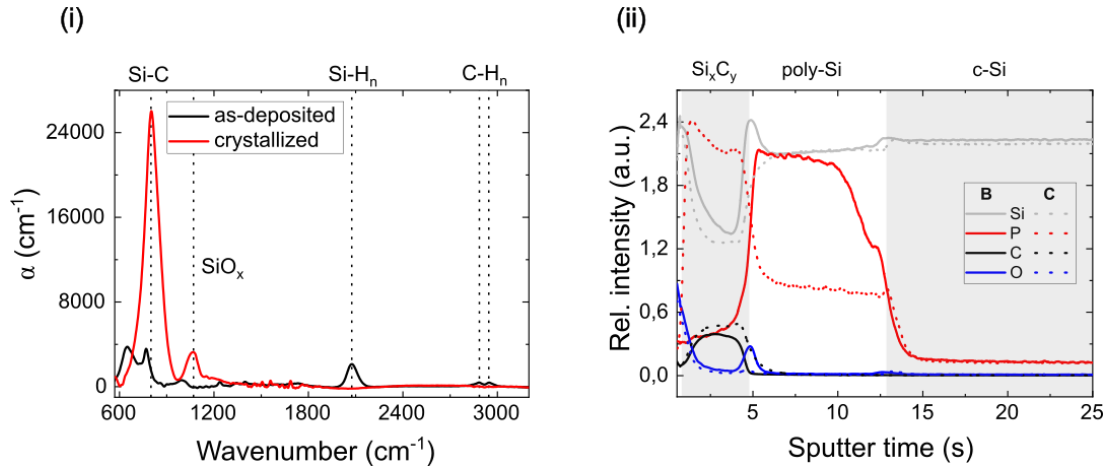 (i)
Si-C
Si-Hn
C-Hn
as-deposited
crystallized
SiOx
24000
16000
8000
0
α (cm-1)
600
1200
1800
2400
3000
Wavenumber (cm-1)
(ii)
SixCy
poly-Si
c-Si
2,4
1,8
1,2
0,6
0,0
Rel. intensity (a.u.)
B C
Si
P
C
O
5
10
15
20
25
Sputter time (s)